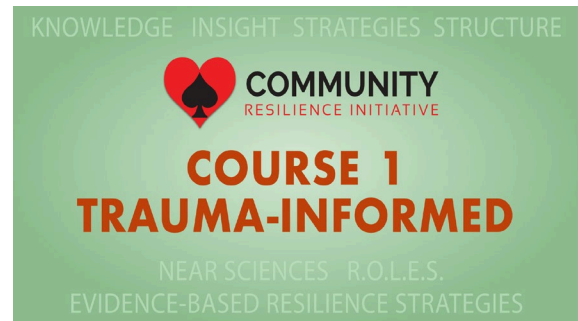 KNOWLEDGE INSIGHT STRATEGIES STRUCTURE
COMMUNITY
RESILIENCE INITIATIVE
COURSE 1
TRAUMA-INFORMED
NEAR SCIENCES R.O.L.E.S.
EVIDENCE-BASED RESILIENCE STRATEGIES